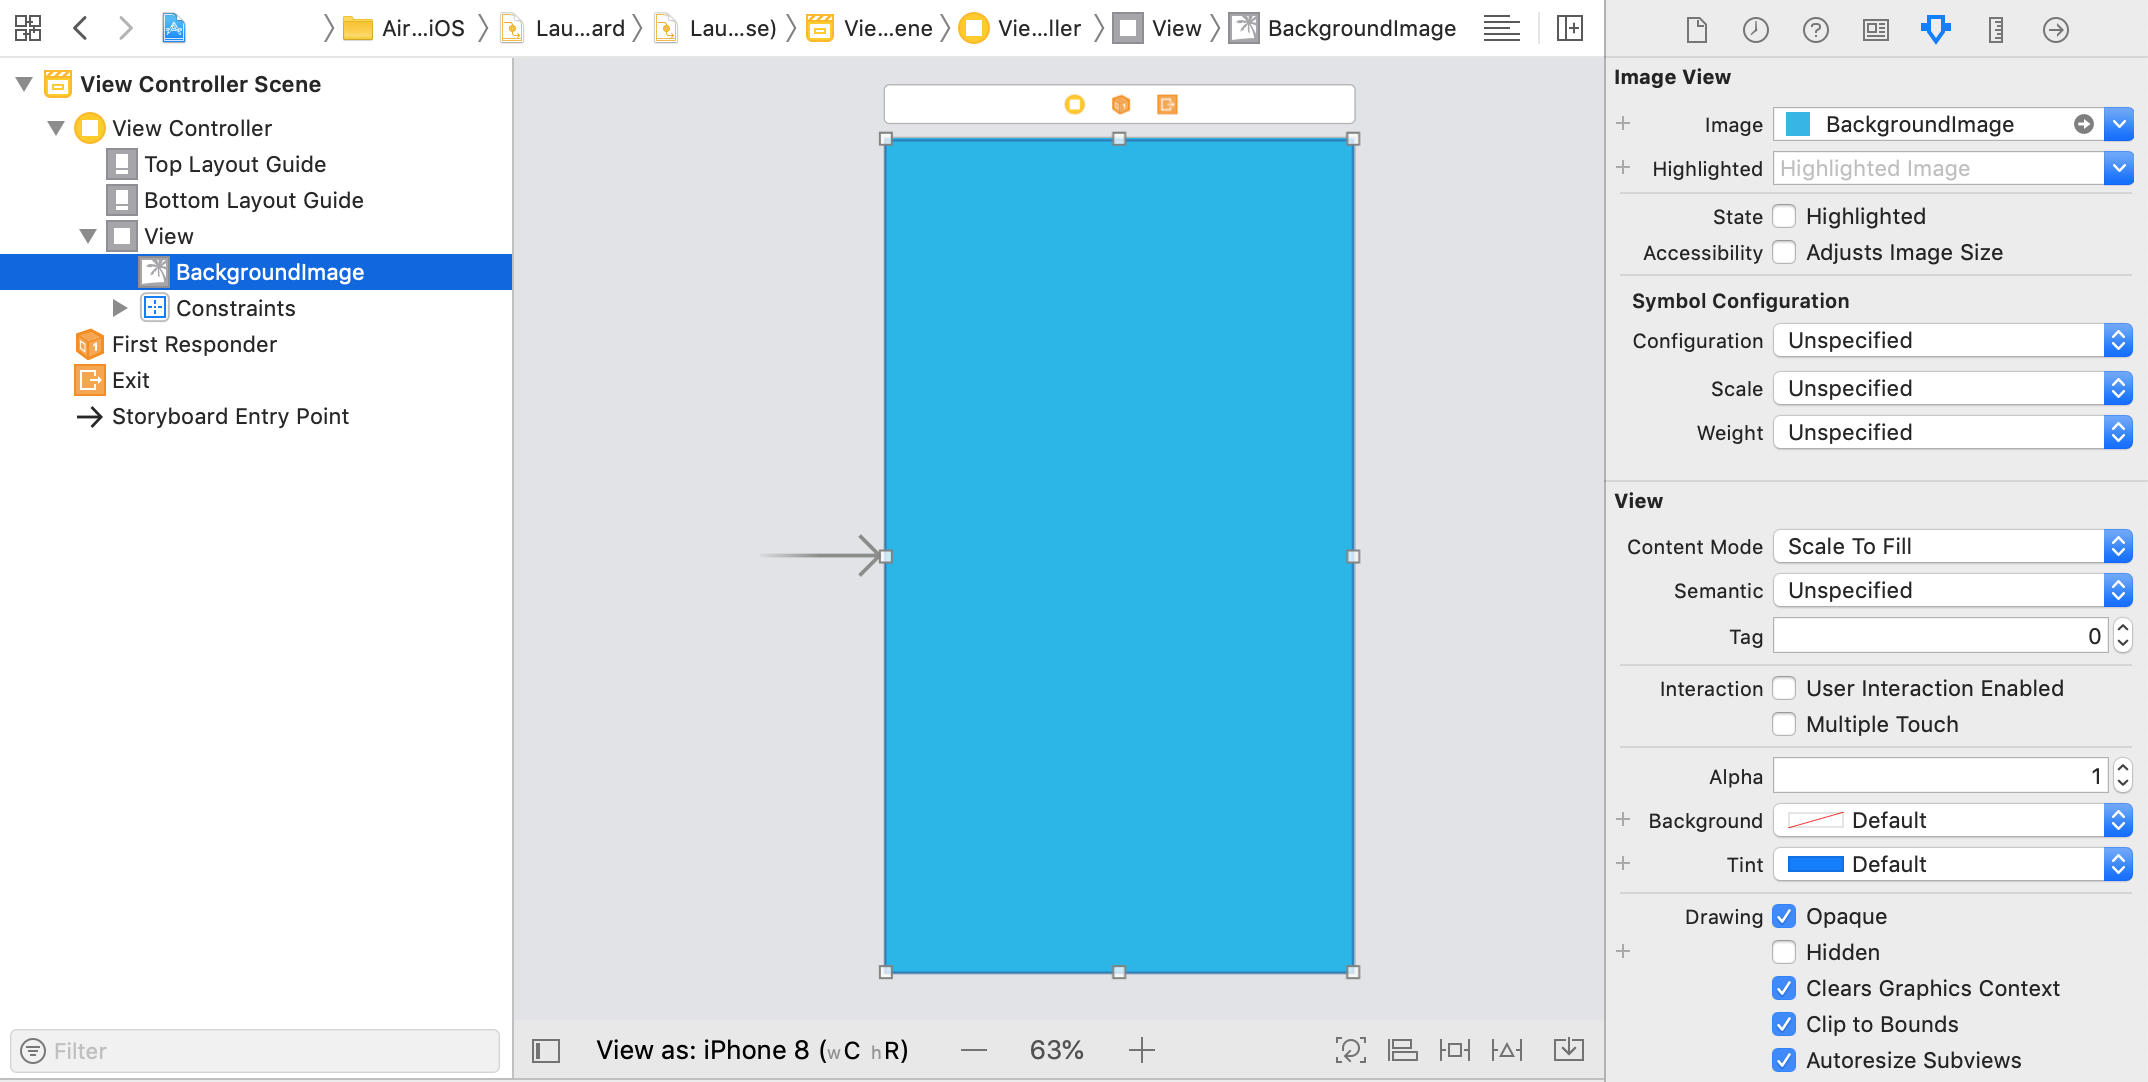 Air...iOS Lau...ard Lau...se) Vie...ene Vie...ller View BackgroundImage
View Controller Scene
View Controller
Top Layout Guide
Bottom Layout Guide
View
BackgroundImage
Constraints
First Responder
Exit
Storyboard Entry Point
Filter
View as: iPhone 8 (wC hR) 63%
Image View
Image BackgroundImage
Highlighted Highlighted Image
State Highlighted
Accessibility Adjusts Image Size
Symbol Configuration
Configuration Unspecified
Scale Unspecified
Weight Unspecified
View
Content Mode Scale To Fill
Semantic Unspecified
Tag 0
Interaction User Interaction Enabled
Multiple Touch
Alpha 1
Background Default
Tint Default
Drawing Opaque
Hidden
Clears Graphics Context
Clip to Bounds
Autoresize Subviews